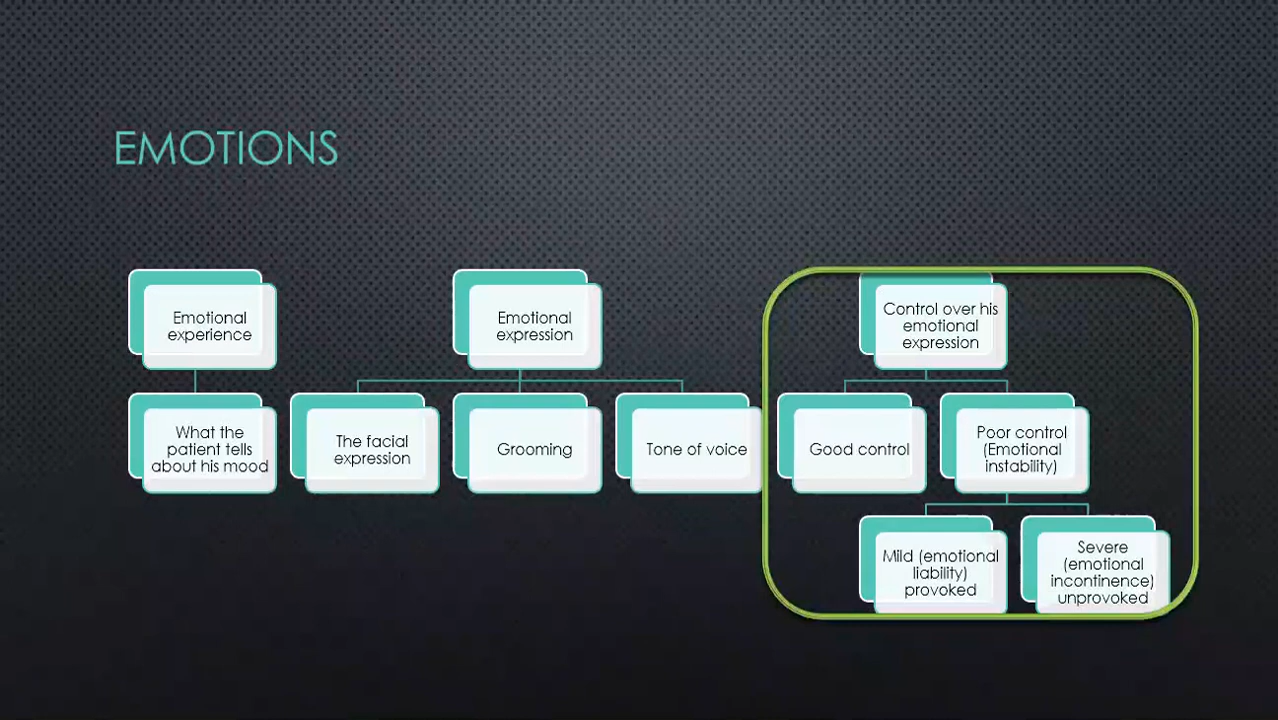 EMOTIONS
Emotional
experience
What the
patient tells
about his mood
Emotional
expression
The facial
expression
Grooming
Tone of voice
Control over his
emotional
expression
Good control
Poor control
(Emotional
instability)
Mild (emotional
liability)
provoked
Severe
(emotional
incontinence)
unprovoked